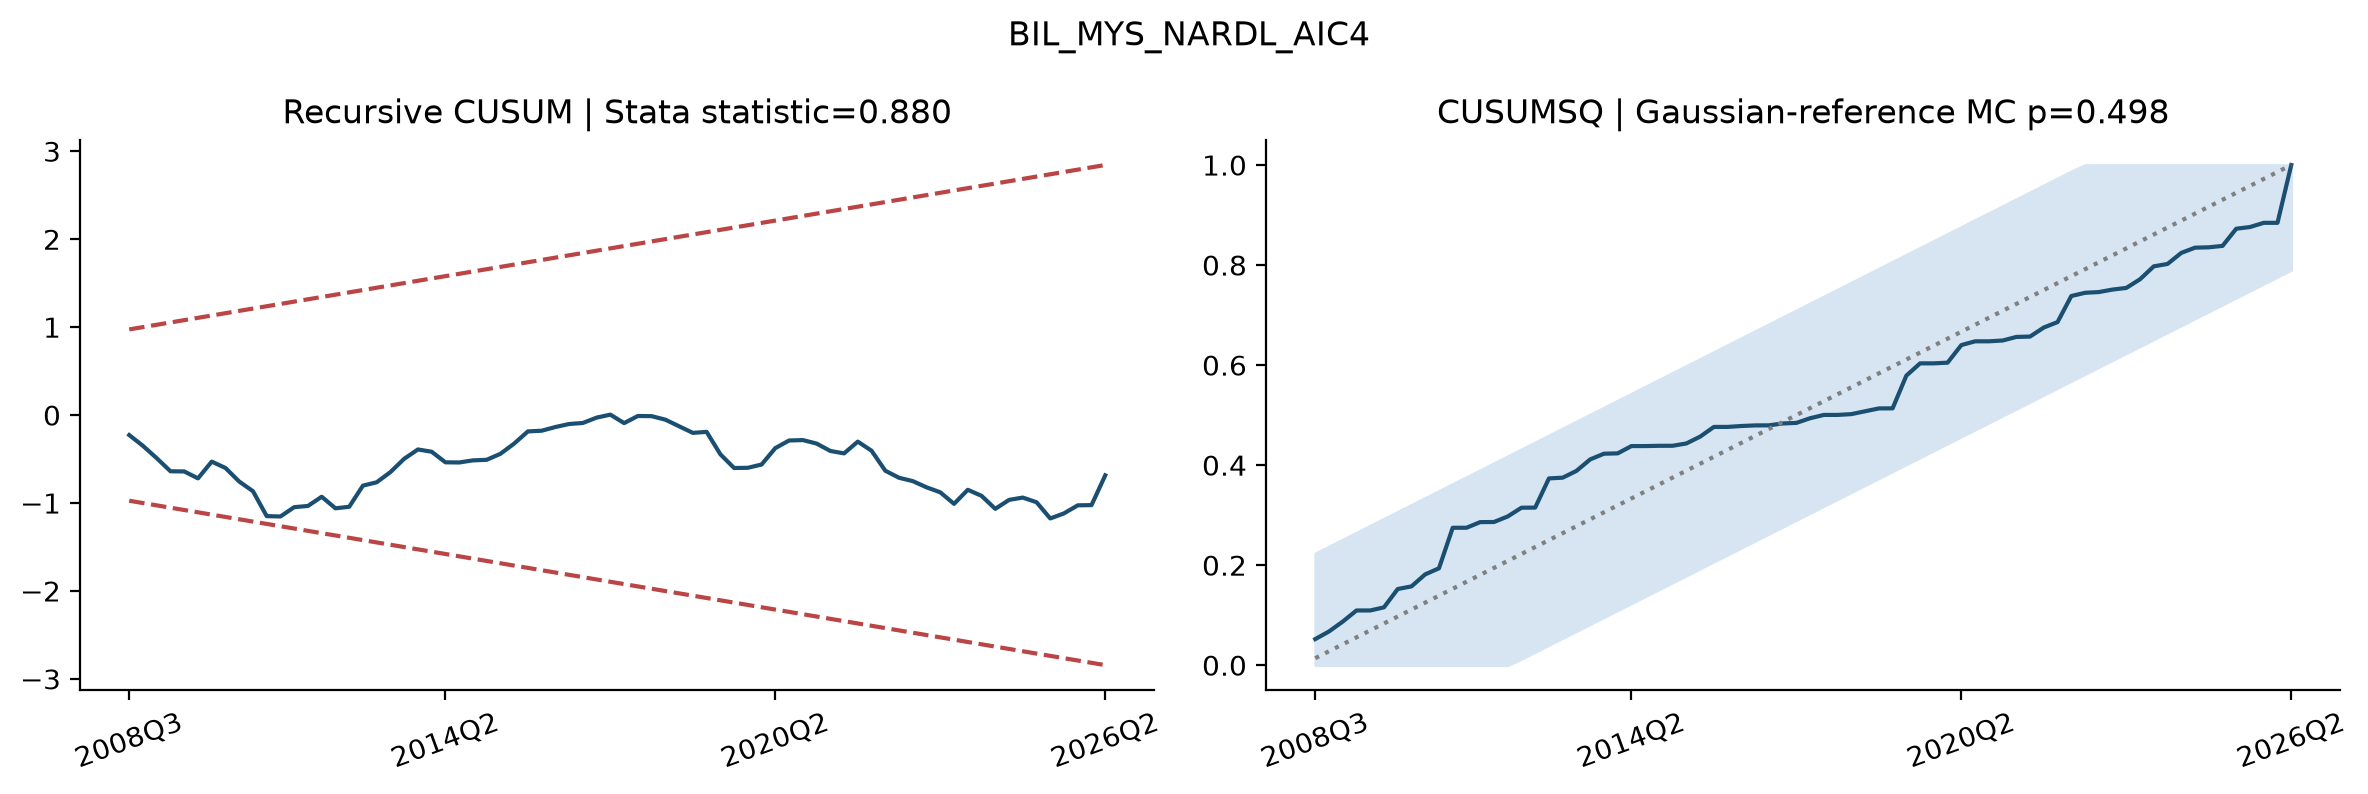 BIL_MYS_NARDL_AIC4
Recursive CUSUM | Stata statistic=0.880
3
2
1
0
−1
−2
−3
2008Q3
2014Q2
2020Q2
2026Q2
CUSUMSQ | Gaussian-reference MC p=0.498
1.0
0.8
0.6
0.4
0.2
0.0
2008Q3
2014Q2
2020Q2
2026Q2